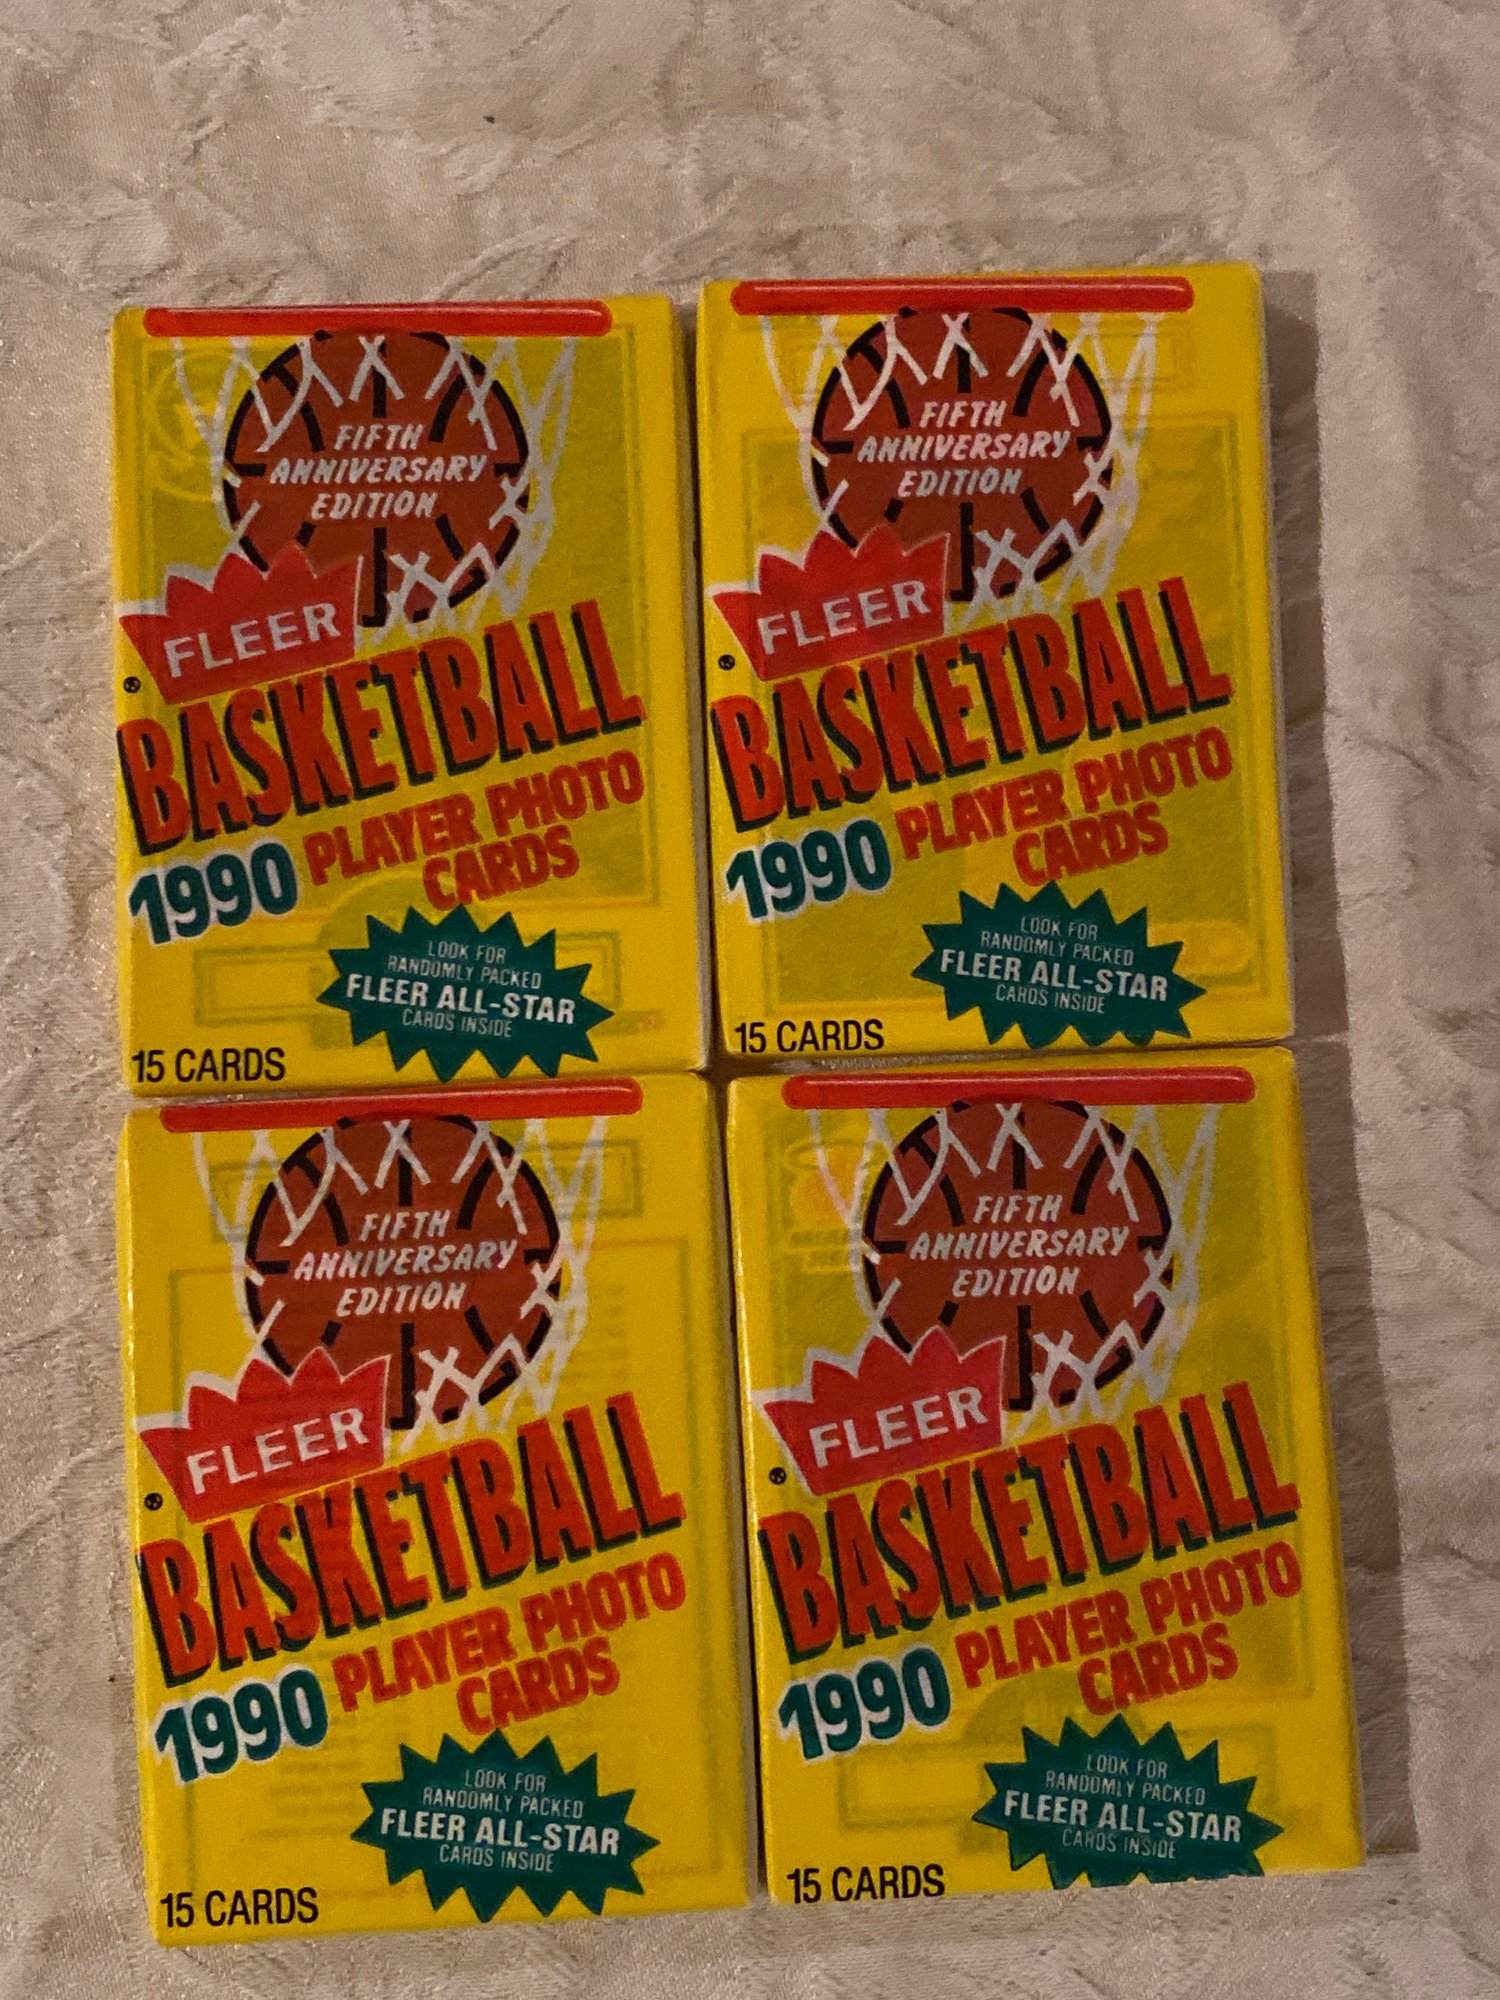 FIFTH
ANNIVERSARY
EDITION
FLEER
®
BASKETBALL
1990 PLAYER PHOTO
CARDS
LOOK FOR
RANDOMLY PACKED
FLEER ALL-STAR
CARDS INSIDE
15 CARDS
FIFTH
ANNIVERSARY
EDITION
FLEER
®
BASKETBALL
1990 PLAYER PHOTO
CARDS
LOOK FOR
RANDOMLY PACKED
FLEER ALL-STAR
CARDS INSIDE
15 CARDS
FIFTH
ANNIVERSARY
EDITION
FLEER
®
BASKETBALL
1990 PLAYER PHOTO
CARDS
LOOK FOR
RANDOMLY PACKED
FLEER ALL-STAR
CARDS INSIDE
15 CARDS
FIFTH
ANNIVERSARY
EDITION
FLEER
®
BASKETBALL
1990 PLAYER PHOTO
CARDS
LOOK FOR
RANDOMLY PACKED
FLEER ALL-STAR
CARDS INSIDE
15 CARDS